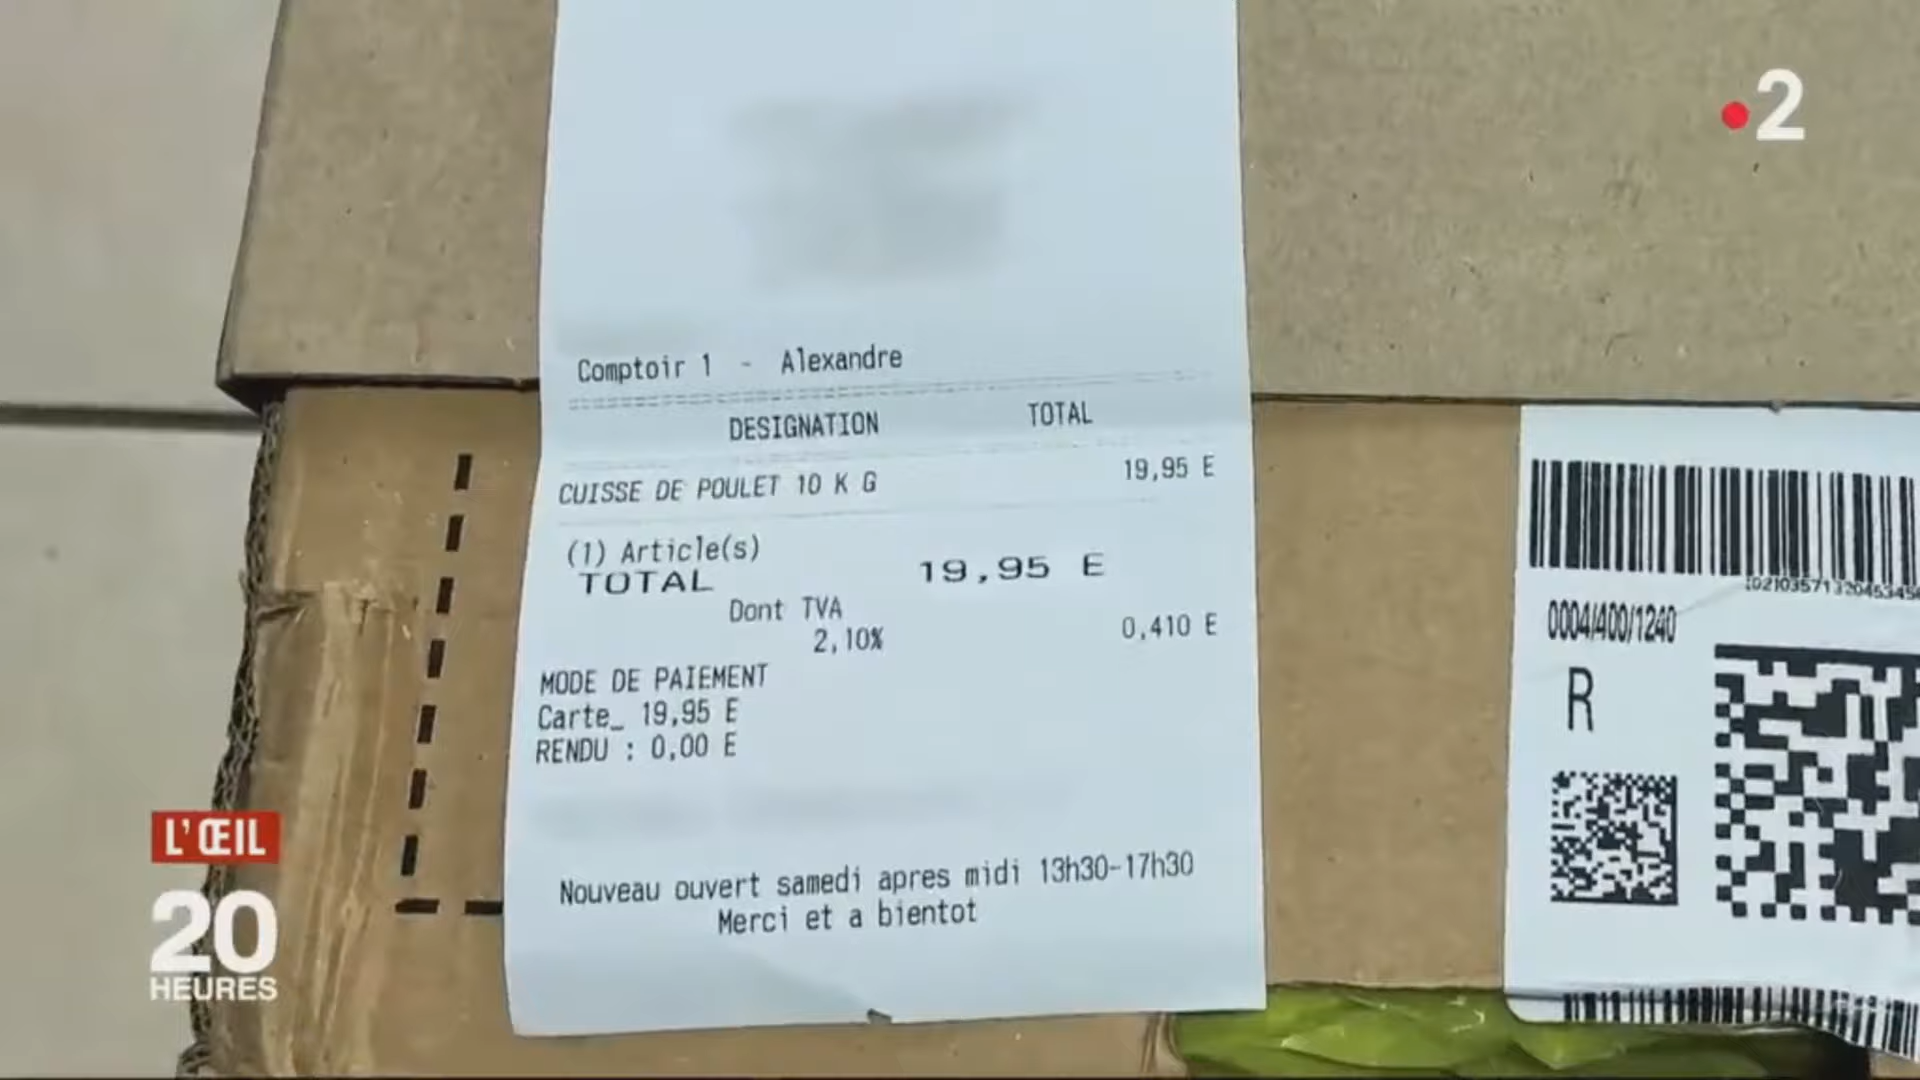 2
Comptoir 1 - Alexandre
DESIGNATION TOTAL
CUISSE DE POULET 10 K G 19,95 E
(1) Article(s)
TOTAL 19,95 E
Dont TVA
2,10% 0,410 E
MODE DE PAIEMENT
Carte_ 19,95 E
RENDU : 0,00 E
Nouveau ouvert samedi apres midi 13h30-17h30
Merci et a bientot
0004/400/1240
R
L'ŒIL
20
HEURES